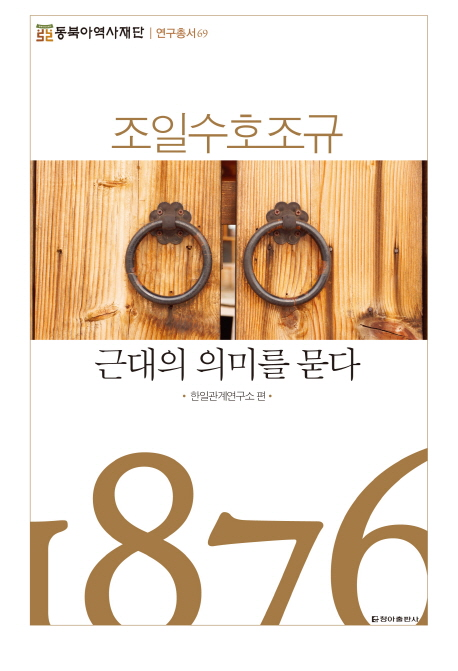 동북아역사재단 | 연구총서 69
조일수호조규
근대의 의미를 묻다
• 한일관계연구소 편 •
1876
청아출판사